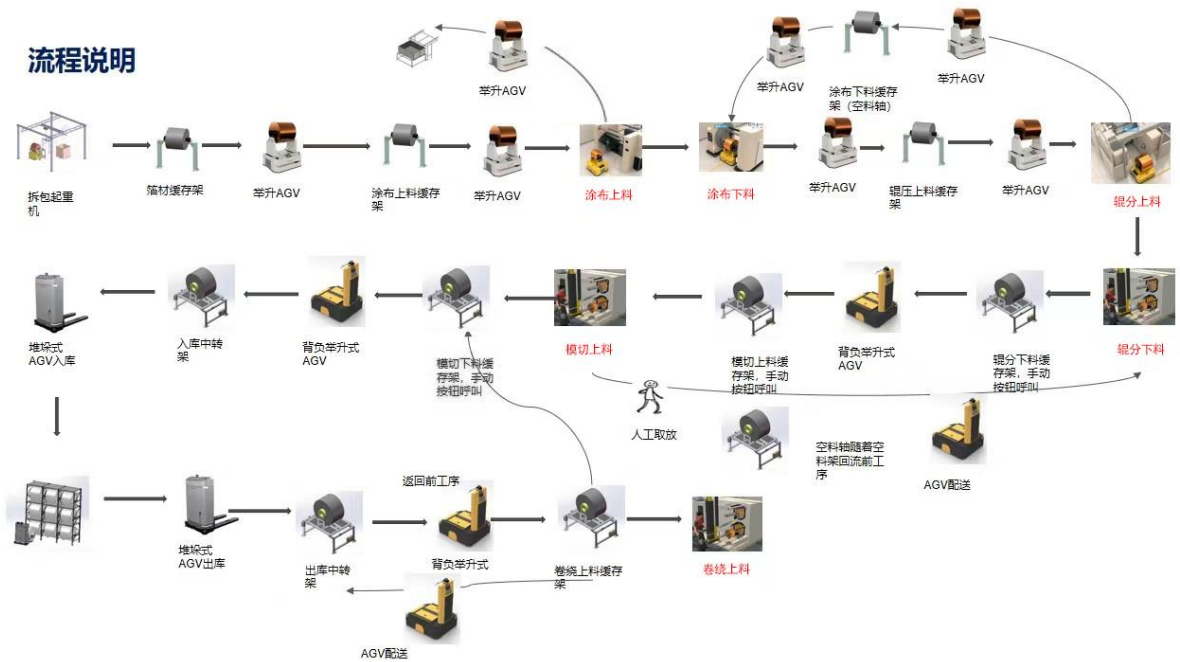 流程说明
举升AGV
举升AGV
涂布下料缓存
架（空料轴）
举升AGV
拆包起重
机
箔材缓存架
举升AGV
涂布上料缓存
架
举升AGV
涂布上料
涂布下料
举升AGV
辊压上料缓存
架
举升AGV
辊分上料
堆垛式
AGV入库
入库中转
架
背负举升式
AGV
模切下料缓
存架，手动
按钮呼叫
模切上料
模切上料缓
存架，手动
按钮呼叫
背负举升式
AGV
辊分下料缓
存架，手动
按钮呼叫
辊分下料
人工取放
空料轴随着空
料架回流前工
序
AGV配送
返回前工序
堆垛式
AGV出库
出库中转
架
背负举升式
卷绕上料缓存
架
卷绕上料
AGV配送